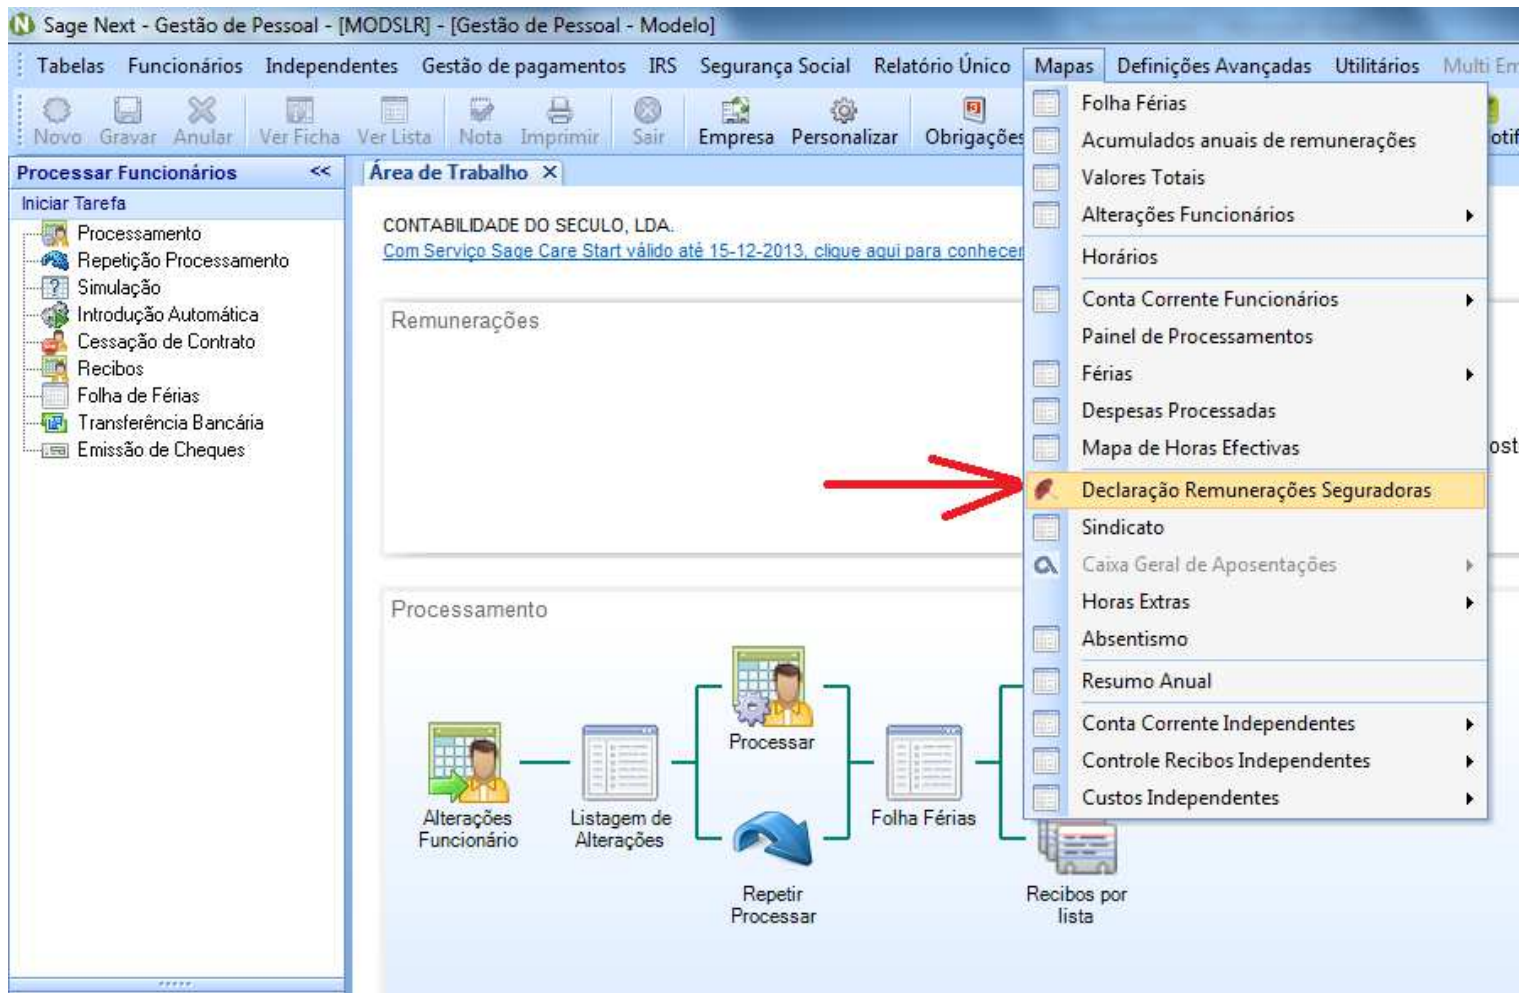 Sage Next - Gestão de Pessoal - [MODSLR] - [Gestão de Pessoal - Modelo]
Tabelas Funcionários Independentes Gestão de pagamentos IRS Segurança Social Relatório Único Mapas Definições Avançadas Utilitários Multi Em
Novo Gravar Anular Ver Ficha Ver Lista Nota Imprimir Sair Empresa Personalizar Obrigações otif
Processar Funcionários <<
Iniciar Tarefa
Processamento
Repetição Processamento
Simulação
Introdução Automática
Cessação de Contrato
Recibos
Folha de Férias
Transferência Bancária
Emissão de Cheques
Área de Trabalho X
CONTABILIDADE DO SECULO, LDA.
Com Serviço Sage Care Start válido até 15-12-2013, clique aqui para conhecer
Remunerações
ost
Processamento
Alterações
Funcionário
Listagem de
Alterações
Processar
Repetir
Processar
Folha Férias
Recibos por
lista
Folha Férias
Acumulados anuais de remunerações
Valores Totais
Alterações Funcionários
Horários
Conta Corrente Funcionários
Painel de Processamentos
Férias
Despesas Processadas
Mapa de Horas Efectivas
Declaração Remunerações Seguradoras
Sindicato
Caixa Geral de Aposentações
Horas Extras
Absentismo
Resumo Anual
Conta Corrente Independentes
Controle Recibos Independentes
Custos Independentes